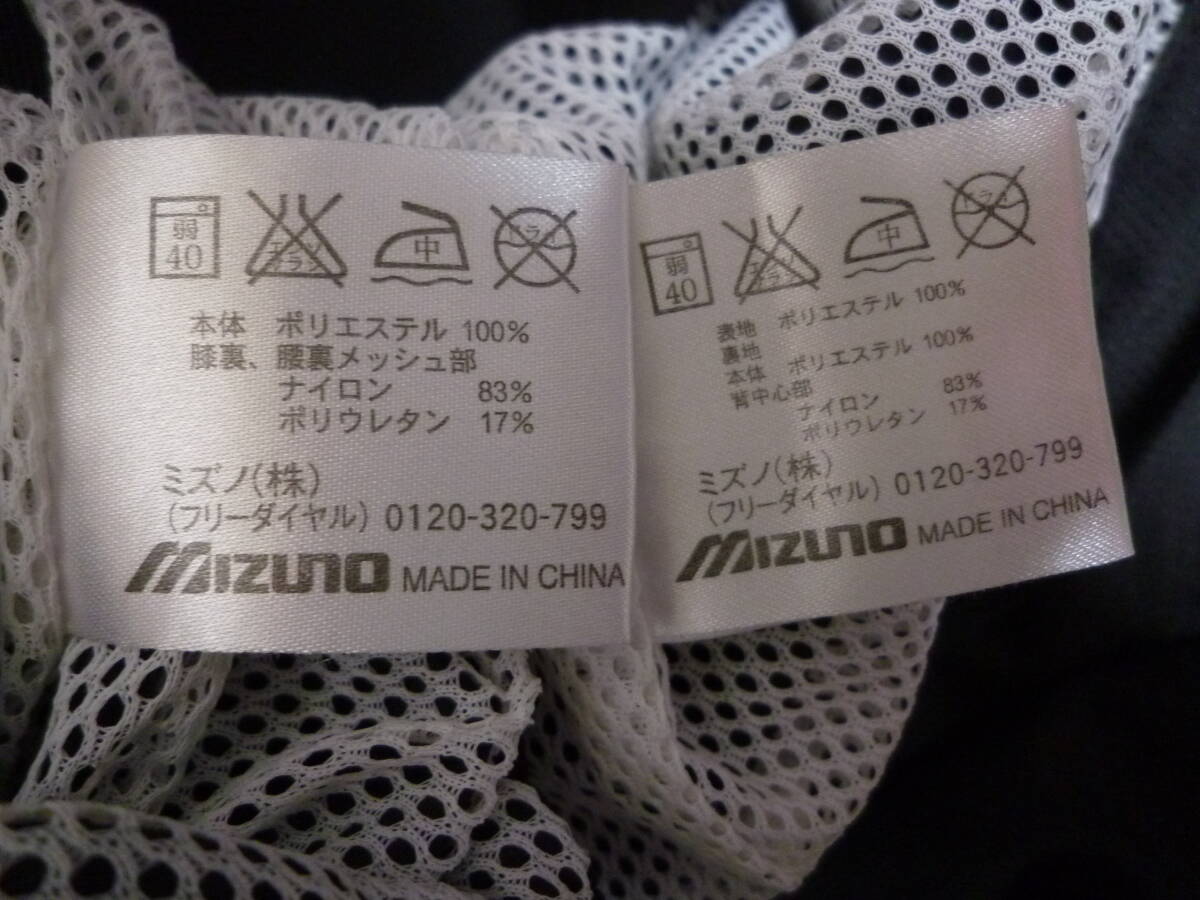 弱
40
エンソ
サラシ
中
ドライ
本体 ポリエステル 100%
膝裏、腰裏メッシュ部
ナイロン 83%
ポリウレタン 17%
ミズノ(株)
(フリーダイヤル) 0120-320-799
MIZUNO MADE IN CHINA
弱
40
エンソ
サラシ
中
ドライ
表地 ポリエステル 100%
裏地
本体 ポリエステル 100%
背中心部
ナイロン 83%
ポリウレタン 17%
ミズノ(株)
(フリーダイヤル) 0120-320-799
MIZUNO MADE IN CHINA